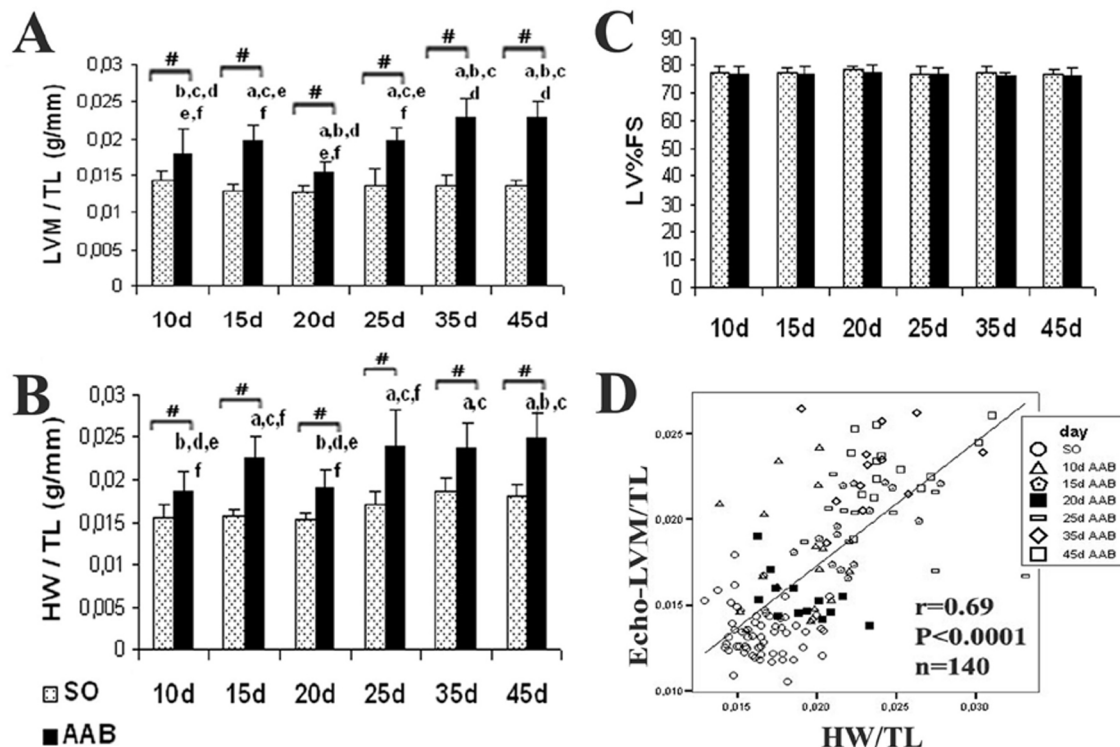 A
LVM / TL (g/mm)
0,03
0,025
0,02
0,015
0,01
0,005
0
#
b,c,d
e,f
#
a,c,e
f
#
a,b,d
e,f
#
a,c,e
f
#
a,b,c
d
#
a,b,c
d
10d 15d 20d 25d 35d 45d
B
HW / TL (g/mm)
0,03
0,025
0,02
0,015
0,01
0,005
0
#
b,d,e
f
#
a,c,f
#
b,d,e
f
#
a,c,f
#
a,c
#
a,b,c
10d 15d 20d 25d 35d 45d
SO
AAB
C
LV%FS
90
80
70
60
50
40
30
20
10
0
10d 15d 20d 25d 35d 45d
D
Echo-LVM/TL
0,025
0,020
0,015
0,010
0,015 0,020 0,025 0,030
HW/TL
r=0.69
P<0.0001
n=140
day
SO
10d AAB
15d AAB
20d AAB
25d AAB
35d AAB
45d AAB